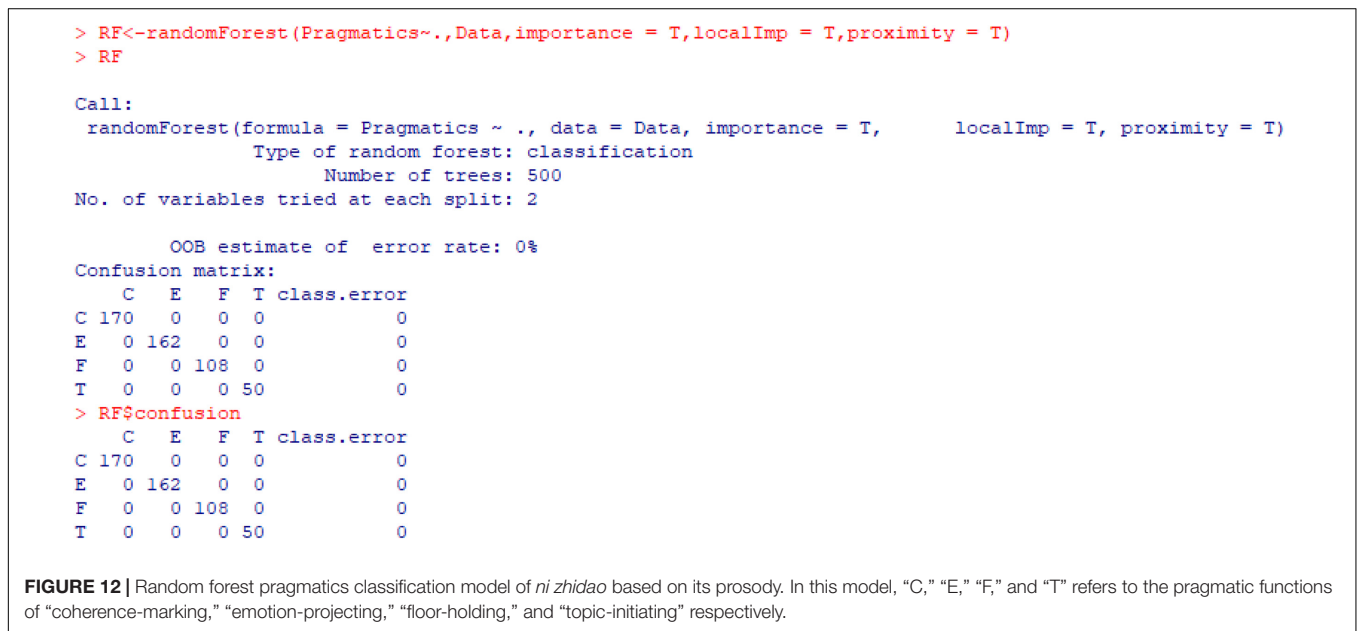 > RF<-randomForest(Pragmatics~.,Data,importance = T,localImp = T,proximity = T)
> RF
Call:
randomForest(formula = Pragmatics ~ ., data = Data, importance = T, localImp = T, proximity = T)
Type of random forest: classification
Number of trees: 500
No. of variables tried at each split: 2
OOB estimate of error rate: 0%
Confusion matrix:
C E F T class.error
C 170 0 0 0 0
E 0 162 0 0 0
F 0 0 108 0 0
T 0 0 0 50 0
> RF$confusion
C E F T class.error
C 170 0 0 0 0
E 0 162 0 0 0
F 0 0 108 0 0
T 0 0 0 50 0
FIGURE 12 | Random forest pragmatics classification model of ni zhidao based on its prosody. In this model, “C,” “E,” “F,” and “T” refers to the pragmatic functions
of “coherence-marking,” “emotion-projecting,” “floor-holding,” and “topic-initiating” respectively.